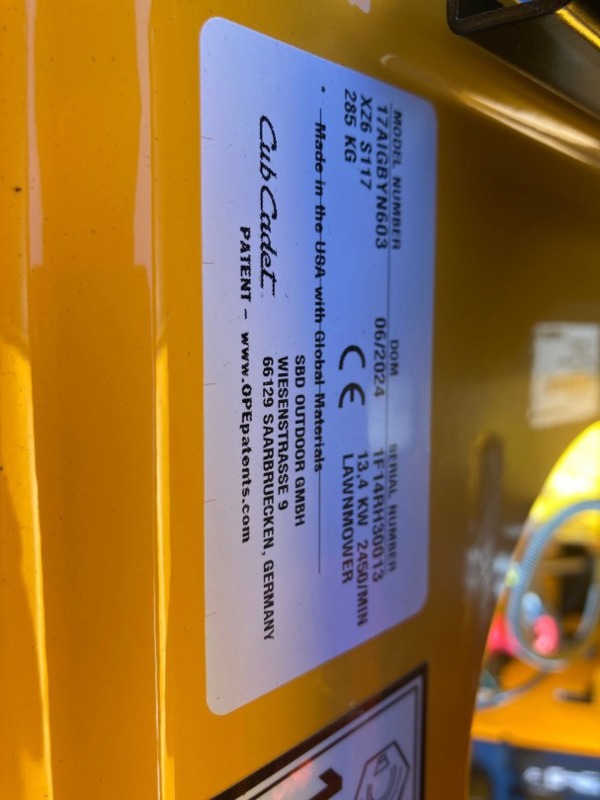 MODEL NUMBER DOM SERIAL NUMBER
17AIGBYN603 06/2024 1F14RH30013
XZ6 S117 13.4 KW 2450/MIN
285 KG CE LAWNMOWER
• Made in the USA with Global Materials
SBD OUTDOOR GMBH
WIESENSTRASSE 9
Cub Cadet 66129 SAARBRUECKEN, GERMANY
PATENT - www.OPEpatents.com
1